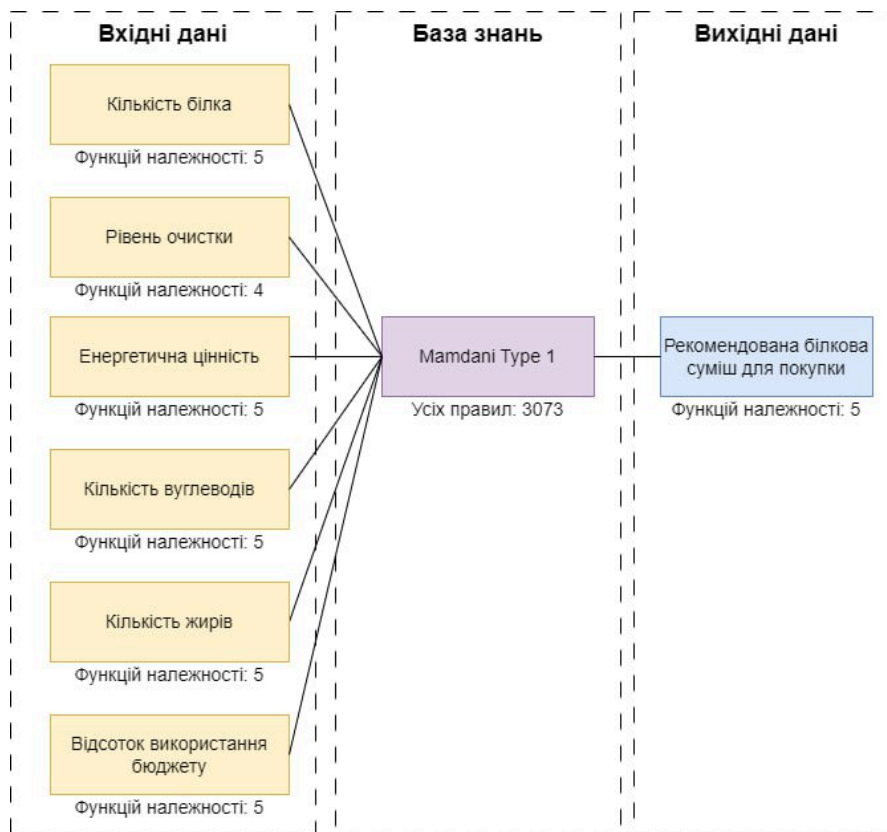 Вхідні дані
База знань
Вихідні дані
Кількість білка
Функцій належності: 5
Рівень очистки
Функцій належності: 4
Енергетична цінність
Функцій належності: 5
Кількість вуглеводів
Функцій належності: 5
Кількість жирів
Функцій належності: 5
Відсоток використання
бюджету
Функцій належності: 5
Mamdani Type 1
Усіх правил: 3073
Рекомендована білкова
суміш для покупки
Функцій належності: 5